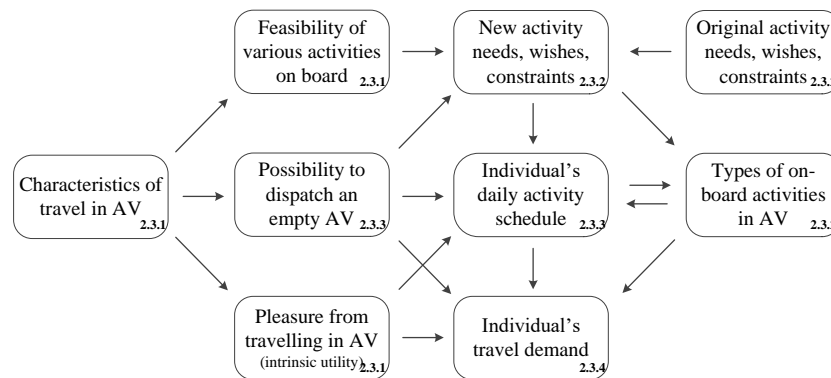 Feasibility of
various activities
on board
2.3.1
New activity
needs, wishes,
constraints
2.3.2
Original activity
needs, wishes,
constraints
Characteristics of
travel in AV
2.3.1
Possibility to
dispatch an
empty AV
2.3.3
Individual's
daily activity
schedule
2.3.3
Types of on-
board activities
in AV
Pleasure from
travelling in AV
(intrinsic utility)
2.3.1
Individual's
travel demand
2.3.4